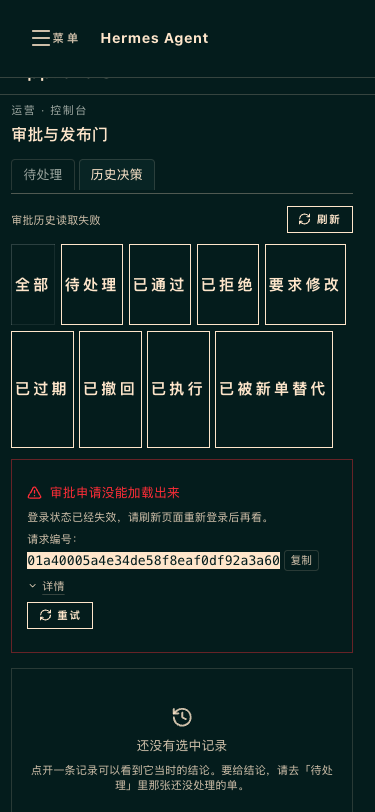 菜单
Hermes Agent
运营 · 控制台
审批与发布门
待处理
历史决策
审批历史读取失败
刷新
全部
待处理
已通过
已拒绝
要求修改
已过期
已撤回
已执行
已被新单替代
审批申请没能加载出来
登录状态已经失效，请刷新页面重新登录后再看。
请求编号：
01a40005a4e34de58f8eaf0df92a3a60
复制
详情
重试
还没有选中记录
点开一条记录可以看到它当时的结论。要给结论，请去「待处
理」里那张还没处理的单。